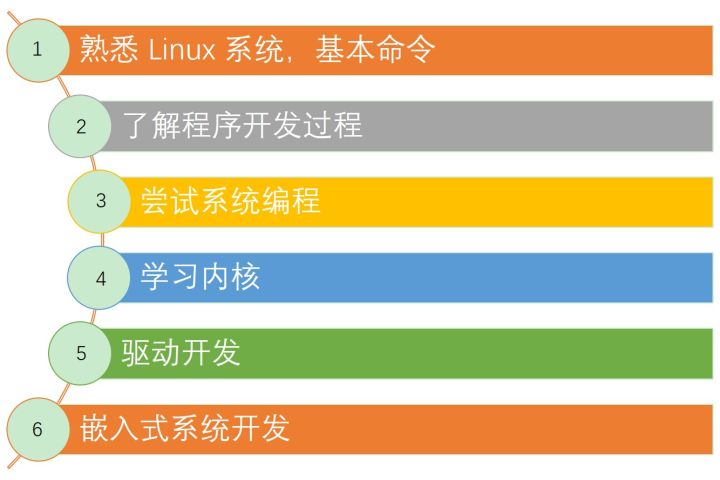 1 熟悉 Linux 系统，基本命令
2 了解程序开发过程
3 尝试系统编程
4 学习内核
5 驱动开发
6 嵌入式系统开发